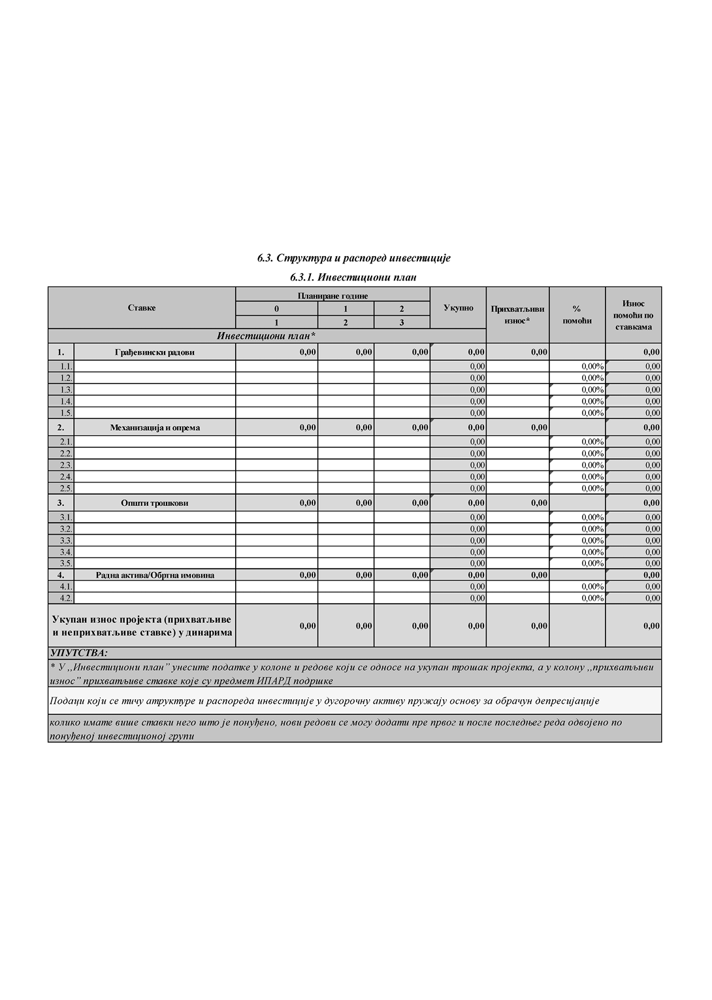 6.3. Структура и распоред инвестиције
6.3.1. Инвестициони план
Ставке Планиране године Укупно Прихватљиви износ* % помоћи Износ помоћи по ставкама
0 1 2
1 2 3
Инвестициони план*
1. Грађевински радови 0,00 0,00 0,00 0,00 0,00 0,00
1.1. 0,00 0,00% 0,00
1.2. 0,00 0,00% 0,00
1.3. 0,00 0,00% 0,00
1.4. 0,00 0,00% 0,00
1.5. 0,00 0,00% 0,00
2. Механизација и опрема 0,00 0,00 0,00 0,00 0,00 0,00
2.1. 0,00 0,00% 0,00
2.2. 0,00 0,00% 0,00
2.3. 0,00 0,00% 0,00
2.4. 0,00 0,00% 0,00
2.5. 0,00 0,00% 0,00
3. Општи трошкови 0,00 0,00 0,00 0,00 0,00 0,00
3.1. 0,00 0,00% 0,00
3.2. 0,00 0,00% 0,00
3.3. 0,00 0,00% 0,00
3.4. 0,00 0,00% 0,00
3.5. 0,00 0,00% 0,00
4. Радна актива/Обртна имовина 0,00 0,00 0,00 0,00 0,00 0,00
4.1. 0,00 0,00% 0,00
4.2. 0,00 0,00% 0,00
Укупан износ пројекта (прихватљиве
и неприхватљиве ставке) у динарима 0,00 0,00 0,00 0,00 0,00 0,00
УПУТСТВА:
* У ,,Инвестициони план” унесите податке у колоне и редове који се односе на укупан трошак пројекта, а у колону ,,прихватљиви
износ” прихватљиве ставке које су предмет ИПАРД подршке
Подаци који се тичу атруктуре и распореда инвестиције у дугорочну активу пружају основу за обрачун депресијације
колико имате више ставки него што је понуђено, нови редови се могу додати пре првог и после последњег реда одвојено по
понуђеној инвестиционој групи